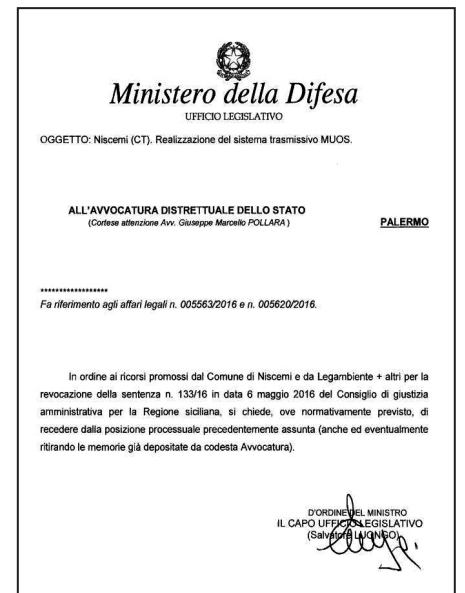 Ministero della Difesa
UFFICIO LEGISLATIVO
OGGETTO: Niscemi (CT). Realizzazione del sistema trasmissivo MUOS.
ALL'AVVOCATURA DISTRETTUALE DELLO STATO
(Cortese attenzione Avv. Giuseppe Marcello POLLARA )
PALERMO
******************
Fa riferimento agli affari legali n. 005563/2016 e n. 005620/2016.
In ordine ai ricorsi promossi dal Comune di Niscemi e da Legambiente + altri per la
revocazione della sentenza n. 133/16 in data 6 maggio 2016 del Consiglio di giustizia
amministrativa per la Regione siciliana, si chiede, ove normativamente previsto, di
recedere dalla posizione processuale precedentemente assunta (anche ed eventualmente
ritirando le memorie già depositate da codesta Avvocatura).
D'ORDINE DEL MINISTRO
IL CAPO UFFICIO LEGISLATIVO
(Salvatore LUONGO)